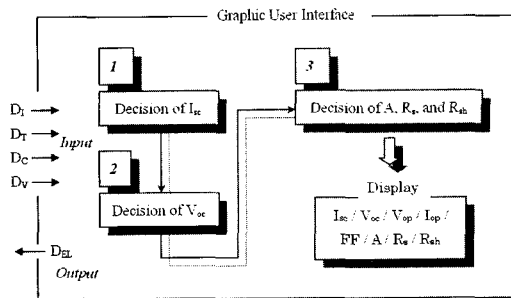 Graphic User Interface
1
Decision of Isc
2
Decision of Voc
3
Decision of A, Rs, and Rsh
DI
DT
Input
DC
DV
DEL
Output
Display
Isc / Voc / Vop / Iop /
FF / A / Rs / Rsh